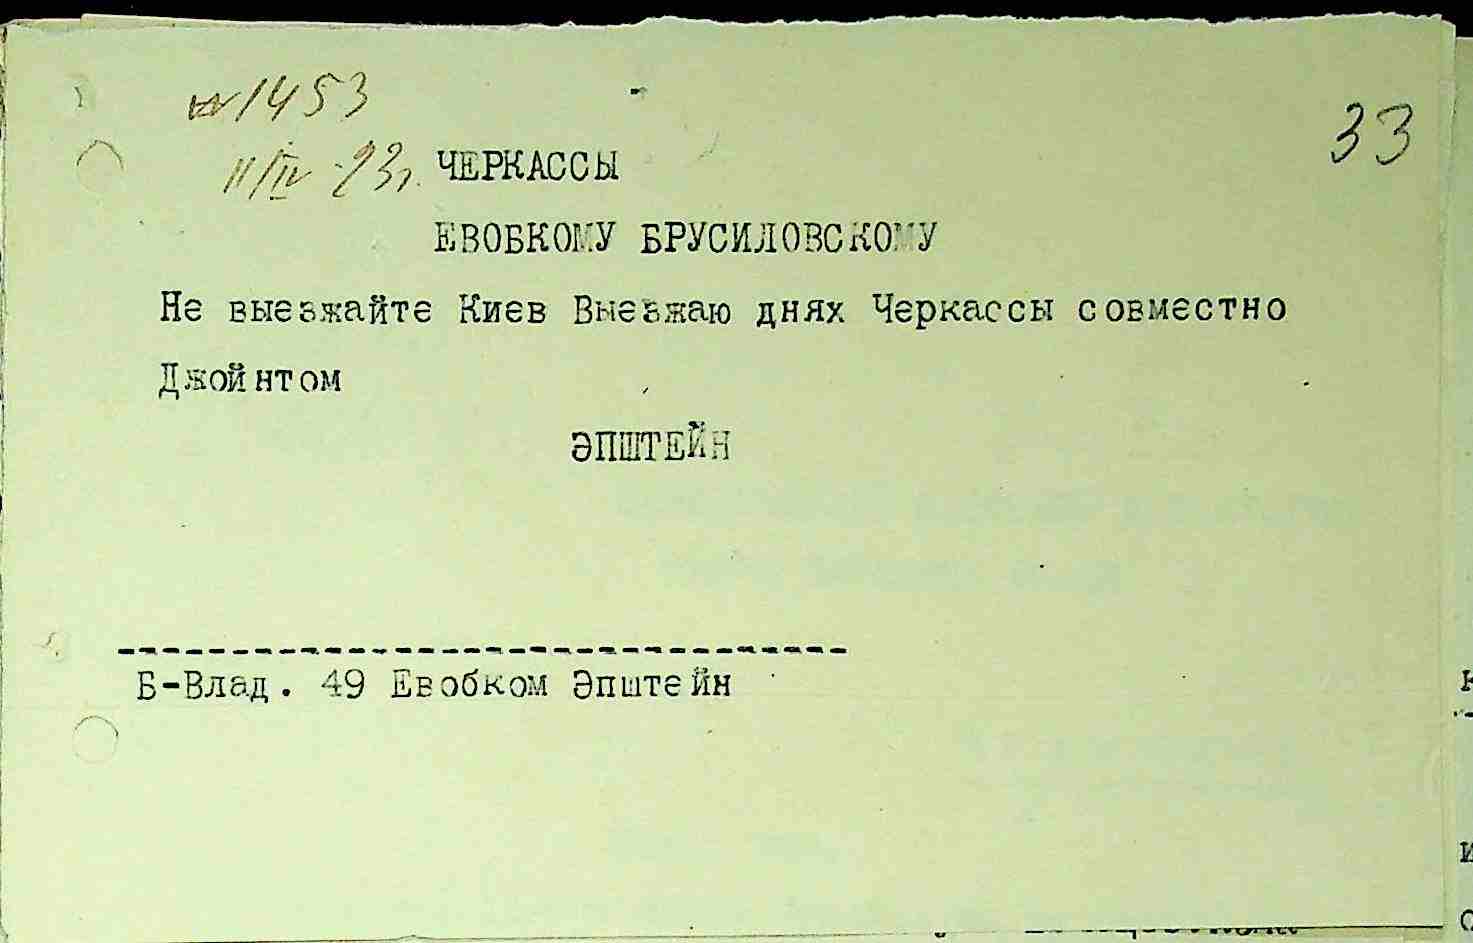 №1453
33
11/IV-23г. ЧЕРКАССЫ
ЕВОБКОМУ БРУСИЛОВСКОМУ
Не выезжайте Киев Выезжаю днях Черкассы совместно
Джойнтом
ЭПШТЕЙН
Б-Влад. 49 Евобком Эпштейн